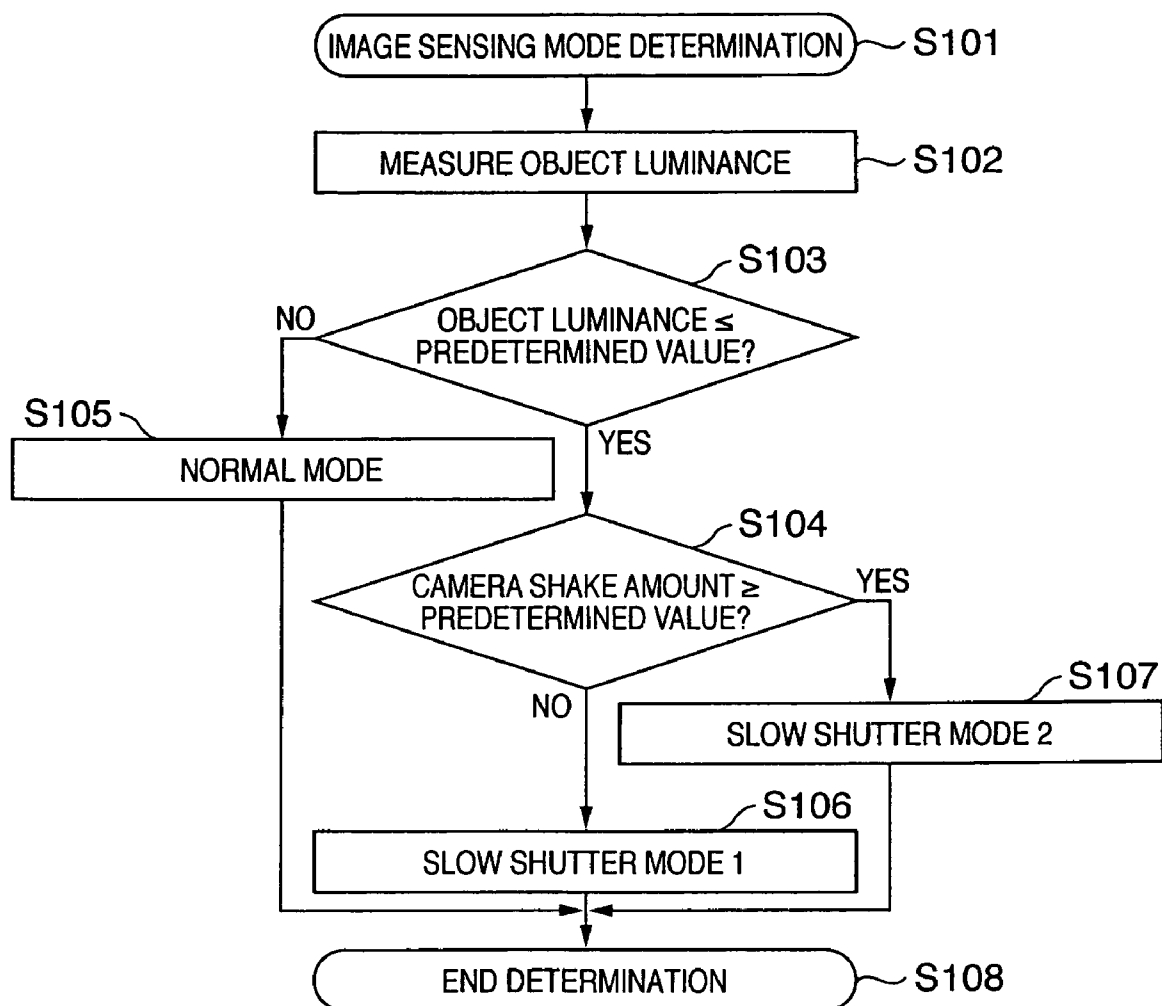 IMAGE SENSING MODE DETERMINATION
S101
MEASURE OBJECT LUMINANCE
S102
S103
OBJECT LUMINANCE ≤
PREDETERMINED VALUE?
NO
YES
S105
NORMAL MODE
S104
CAMERA SHAKE AMOUNT ≥
PREDETERMINED VALUE?
YES
NO
S107
SLOW SHUTTER MODE 2
S106
SLOW SHUTTER MODE 1
END DETERMINATION
S108